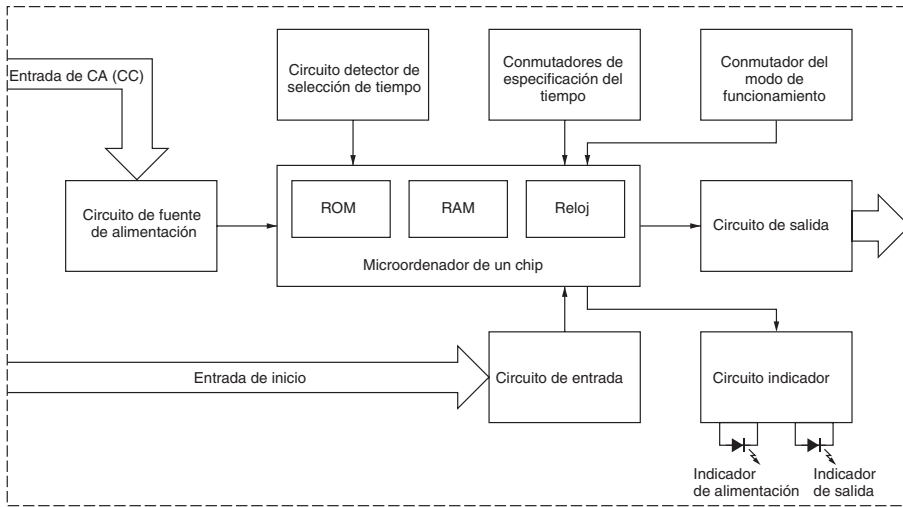 Entrada de CA (CC)
Circuito detector de
selección de tiempo
Conmutadores de
especificación del
tiempo
Conmutador del
modo de
funcionamiento
Circuito de fuente
de alimentación
ROM
RAM
Reloj
Microordenador de un chip
Circuito de salida
Entrada de inicio
Circuito de entrada
Circuito indicador
Indicador
de alimentación
Indicador
de salida